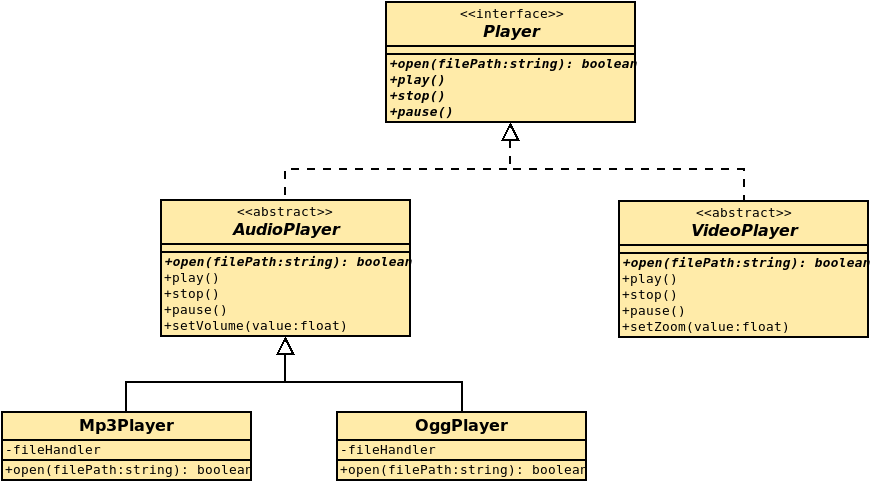 <<interface>>
Player
+open(filePath:string): boolean
+play()
+stop()
+pause()
<<abstract>>
AudioPlayer
+open(filePath:string): boolean
+play()
+stop()
+pause()
+setVolume(value:float)
<<abstract>>
VideoPlayer
+open(filePath:string): boolean
+play()
+stop()
+pause()
+setZoom(value:float)
Mp3Player
-fileHandler
+open(filePath:string): boolean
OggPlayer
-fileHandler
+open(filePath:string): boolean